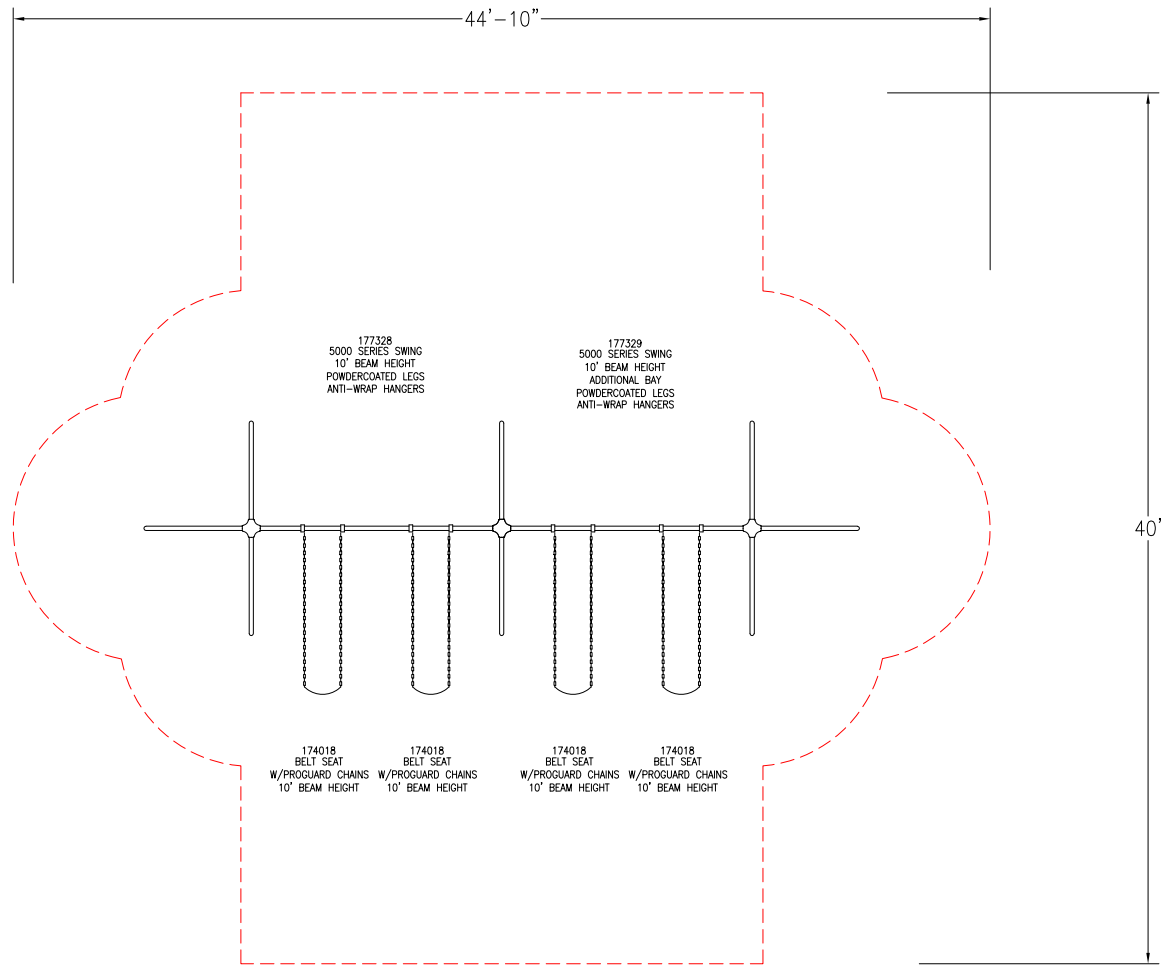 44'-10"
177328
5000 SERIES SWING
10' BEAM HEIGHT
POWDERCOATED LEGS
ANTI-WRAP HANGERS
177329
5000 SERIES SWING
10' BEAM HEIGHT
ADDITIONAL BAY
POWDERCOATED LEGS
ANTI-WRAP HANGERS
40'
174018
BELT SEAT
W/PROGUARD CHAINS
10' BEAM HEIGHT
174018
BELT SEAT
W/PROGUARD CHAINS
10' BEAM HEIGHT
174018
BELT SEAT
W/PROGUARD CHAINS
10' BEAM HEIGHT
174018
BELT SEAT
W/PROGUARD CHAINS
10' BEAM HEIGHT